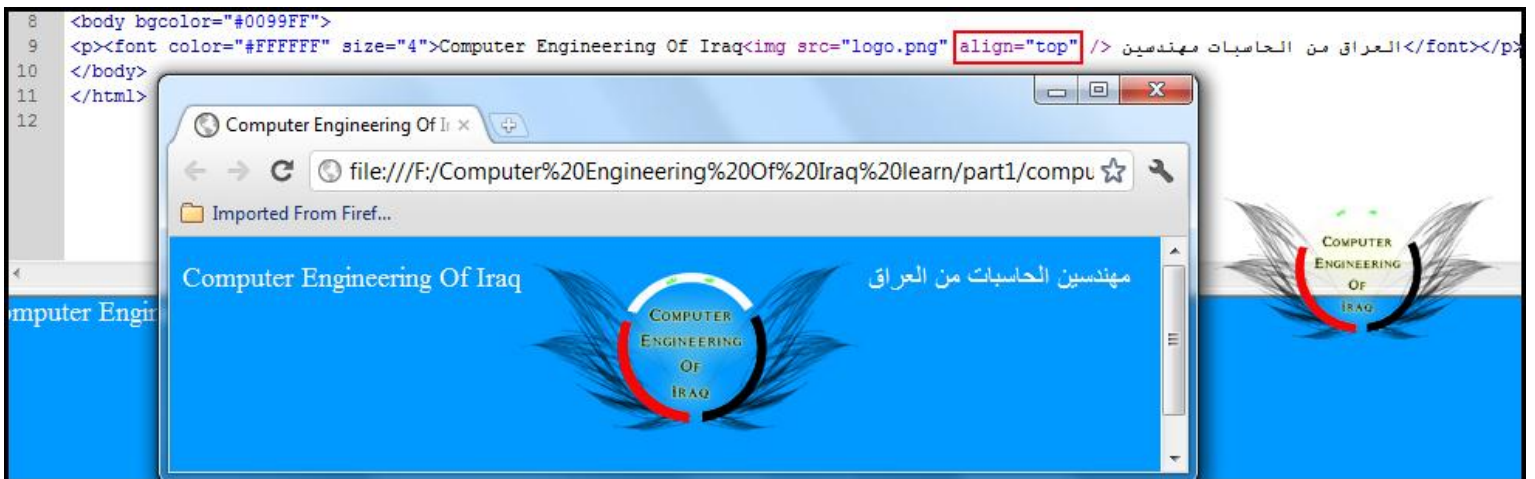 8 <body bgcolor="#0099FF">
9 <p><font color="#FFFFFF" size="4">Computer Engineering Of Iraq<img src="logo.png" align="top" /> مهندسين الحاسبات من العراق</font></p>
10 </body>
11 </html>
12
Computer Engineering Of Ir
file:///F:/Computer%20Engineering%20Of%20Iraq%20learn/part1/compu
Imported From Firef...
Computer Engineering Of Iraq
COMPUTER
ENGINEERING
OF
IRAQ
مهندسين الحاسبات من العراق
mputer Engir
COMPUTER
ENGINEERING
OF
IRAQ